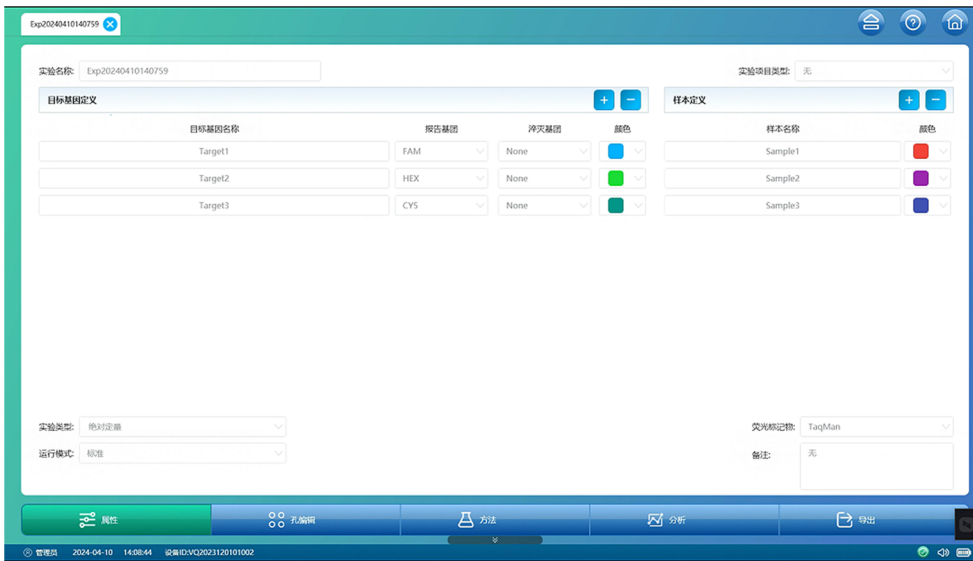 Exp20240410140759
实验名称: Exp20240410140759
实验项目类型: 无
目标基因定义
样本定义
目标基因名称 报告基团 淬灭基团 颜色
样本名称 颜色
Target1 FAM None
Sample1
Target2 HEX None
Sample2
Target3 CY5 None
Sample3
实验类型: 绝对定量
荧光标记物: TaqMan
运行模式: 标准
备注: 无
属性 孔编辑 方法 分析 导出
管理员 2024-04-10 14:08:44 设备ID:VQ2023120101002